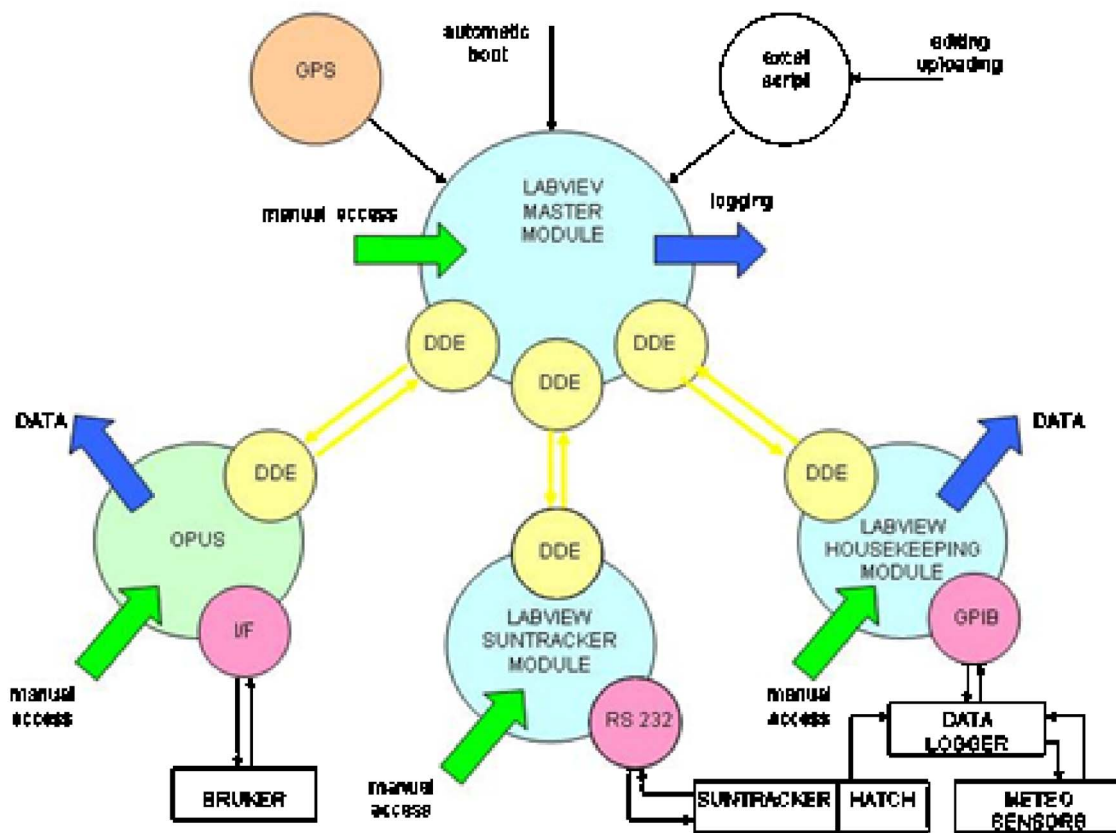 automatic
boot
GPS
excel
script
editing
uploading
LABVIEV
MASTER
MODULE
manual access
logging
DDE
DDE
DDE
DATA
DDE
OPUS
I/F
manual
access
BRUKER
DDE
LABVIEW
SUNTRACKER
MODULE
RS 232
manual
access
SUNTRACKER
HATCH
DATA
DDE
LABVIEW
HOUSEKEEPING
MODULE
GPIB
manual
access
DATA
LOGGER
METEO
SENSORS